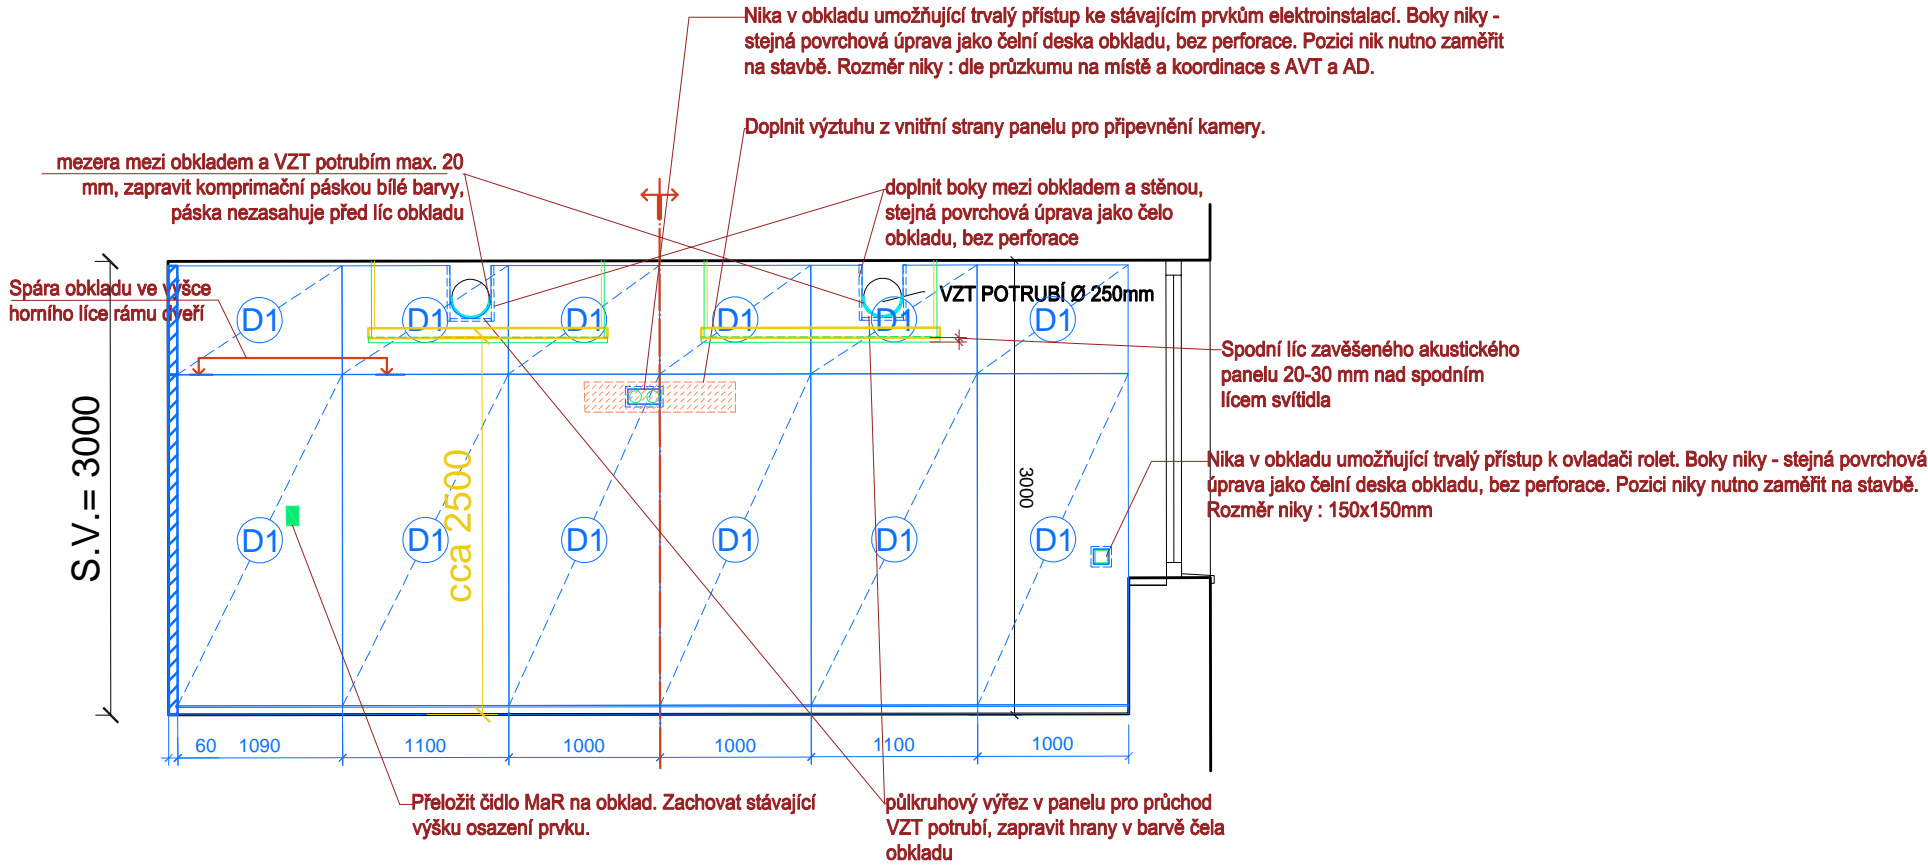 Nika v obkladu umožňující trvalý přístup ke stávajícím prvkům elektroinstalací. Boky niky -
stejná povrchová úprava jako čelní deska obkladu, bez perforace. Pozici nik nutno zaměřit
na stavbě. Rozměr niky : dle průzkumu na místě a koordinace s AVT a AD.
Doplnit výztuhu z vnitřní strany panelu pro připevnění kamery.
mezera mezi obkladem a VZT potrubím max. 20
mm, zapravit komprimační páskou bílé barvy,
páska nezasahuje před líc obkladu
doplnit boky mezi obkladem a stěnou,
stejná povrchová úprava jako čelo
obkladu, bez perforace
Spára obkladu ve výšce
horního líce rámu dveří
VZT POTRUBÍ Ø 250mm
D1
D1
D1
D1
D1
D1
Spodní líc zavěšeného akustického
panelu 20-30 mm nad spodním
lícem svítidla
S.V.= 3000
cca 2500
3000
Nika v obkladu umožňující trvalý přístup k ovladači rolet. Boky niky - stejná povrchová
úprava jako čelní deska obkladu, bez perforace. Pozici niky nutno zaměřit na stavbě.
Rozměr niky : 150x150mm
D1
D1
D1
D1
D1
D1
60
1090
1100
1000
1000
1100
1000
Přeložit čidlo MaR na obklad. Zachovat stávající
výšku osazení prvku.
půlkruhový výřez v panelu pro průchod
VZT potrubí, zapravit hrany v barvě čela
obkladu